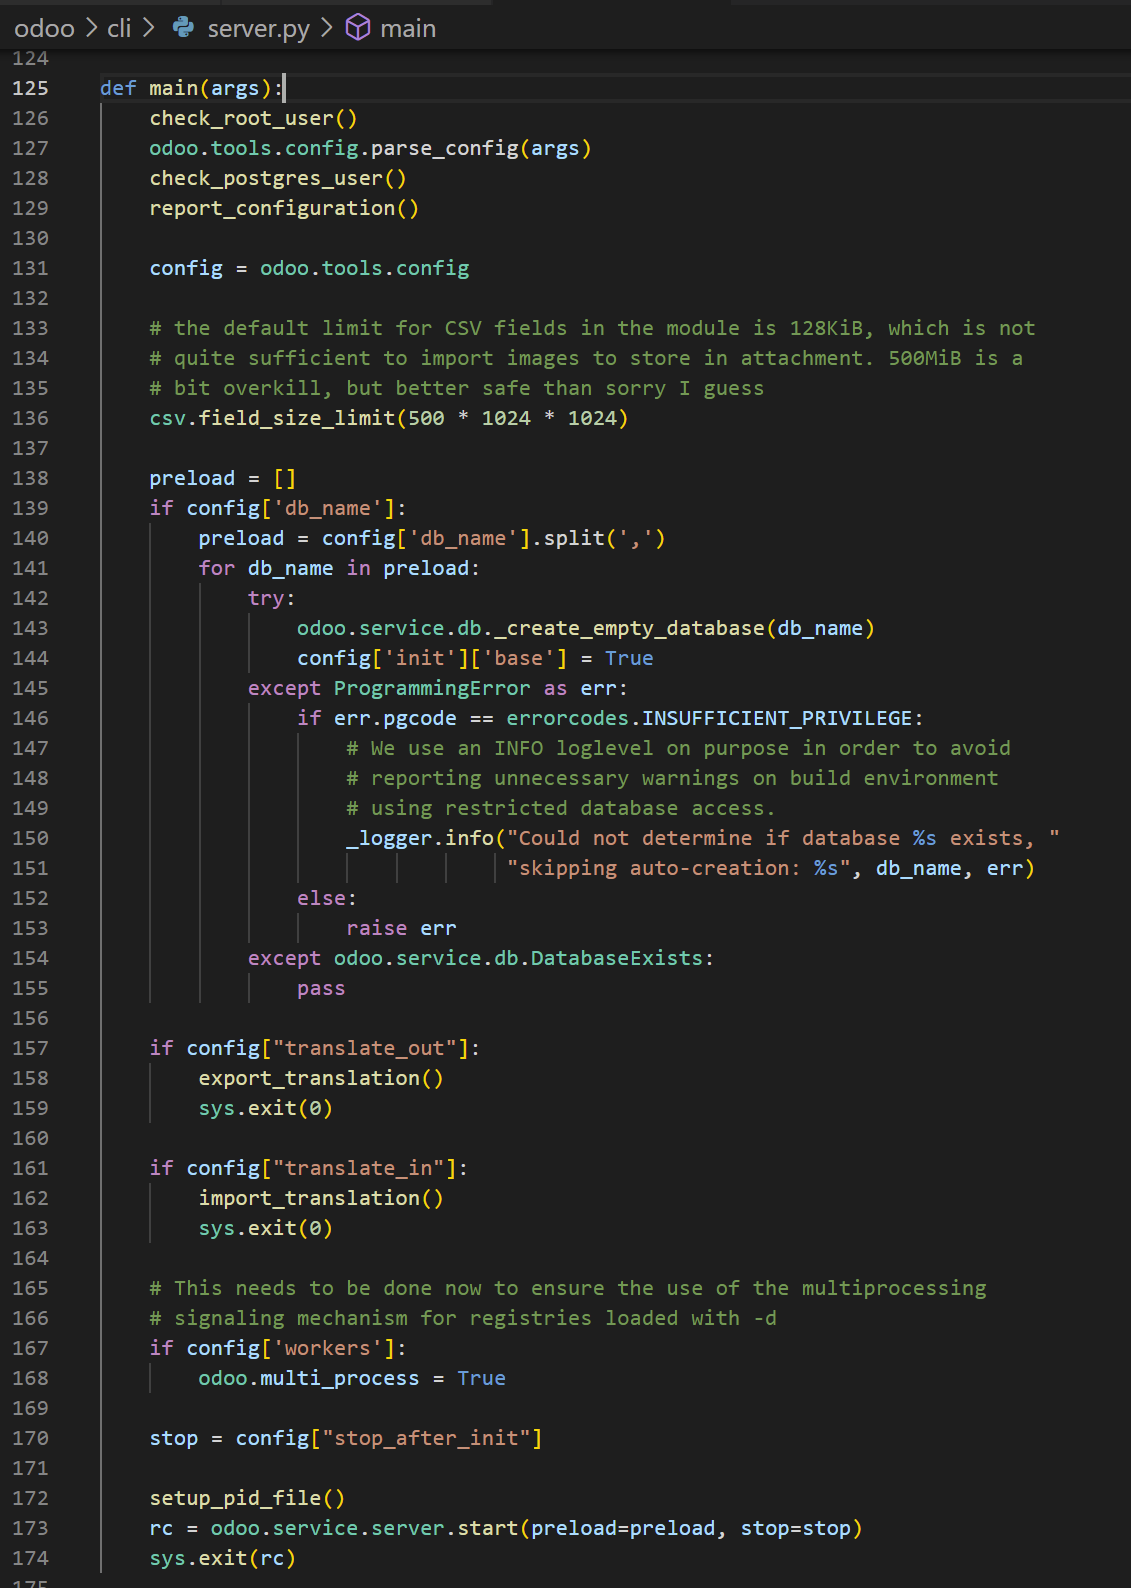 odoo > cli > server.py > main
124
125 def main(args):
126     check_root_user()
127     odoo.tools.config.parse_config(args)
128     check_postgres_user()
129     report_configuration()
130
131     config = odoo.tools.config
132
133     # the default limit for CSV fields in the module is 128KiB, which is not
134     # quite sufficient to import images to store in attachment. 500MiB is a
135     # bit overkill, but better safe than sorry I guess
136     csv.field_size_limit(500 * 1024 * 1024)
137
138     preload = []
139     if config['db_name']:
140         preload = config['db_name'].split(',')
141         for db_name in preload:
142             try:
143                 odoo.service.db._create_empty_database(db_name)
144                 config['init']['base'] = True
145             except ProgrammingError as err:
146                 if err.pgcode == errorcodes.INSUFFICIENT_PRIVILEGE:
147                     # We use an INFO loglevel on purpose in order to avoid
148                     # reporting unnecessary warnings on build environment
149                     # using restricted database access.
150                     _logger.info("Could not determine if database %s exists, "
151                                  "skipping auto-creation: %s", db_name, err)
152                 else:
153                     raise err
154             except odoo.service.db.DatabaseExists:
155                 pass
156
157     if config["translate_out"]:
158         export_translation()
159         sys.exit(0)
160
161     if config["translate_in"]:
162         import_translation()
163         sys.exit(0)
164
165     # This needs to be done now to ensure the use of the multiprocessing
166     # signaling mechanism for registries loaded with -d
167     if config['workers']:
168         odoo.multi_process = True
169
170     stop = config["stop_after_init"]
171
172     setup_pid_file()
173     rc = odoo.service.server.start(preload=preload, stop=stop)
174     sys.exit(rc)
175